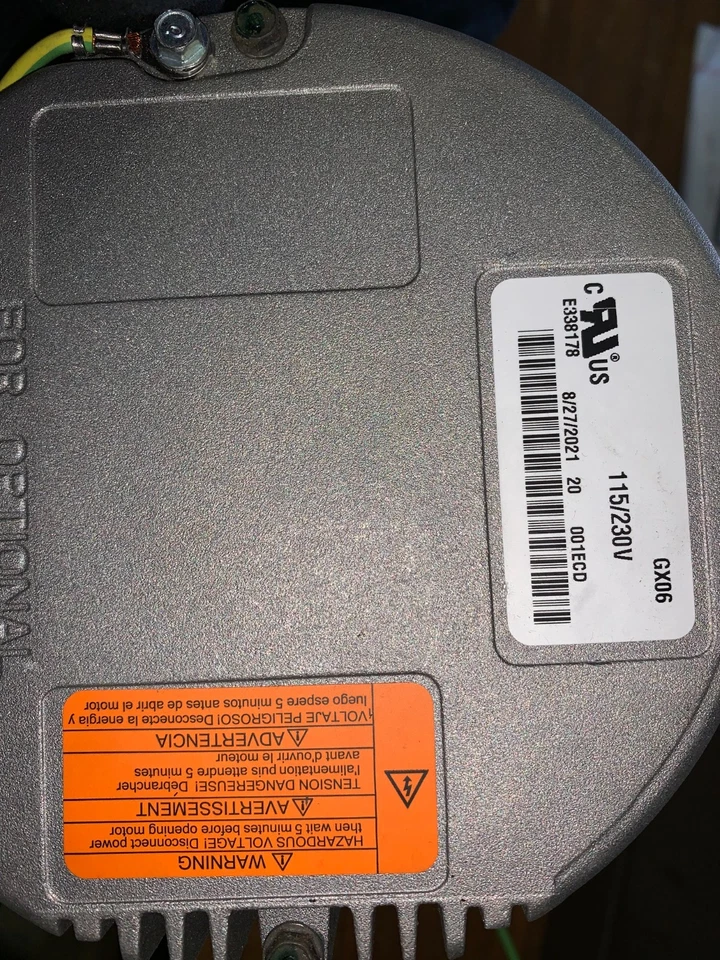 FOR OPTIONAL
c RU ® US
E338178
8/27/2021 20 001ECD
115/230V
GX06
WARNING
HAZARDOUS VOLTAGE! Disconnect power
then wait 5 minutes before opening motor
AVERTISSEMENT
TENSION DANGEREUSE! Débrancher
l'alimentation puis attendre 5 minutes
avant d'ouvrir le moteur
ADVERTENCIA
¡VOLTAJE PELIGROSO! Desconecte la energía y
luego espere 5 minutos antes de abrir el motor